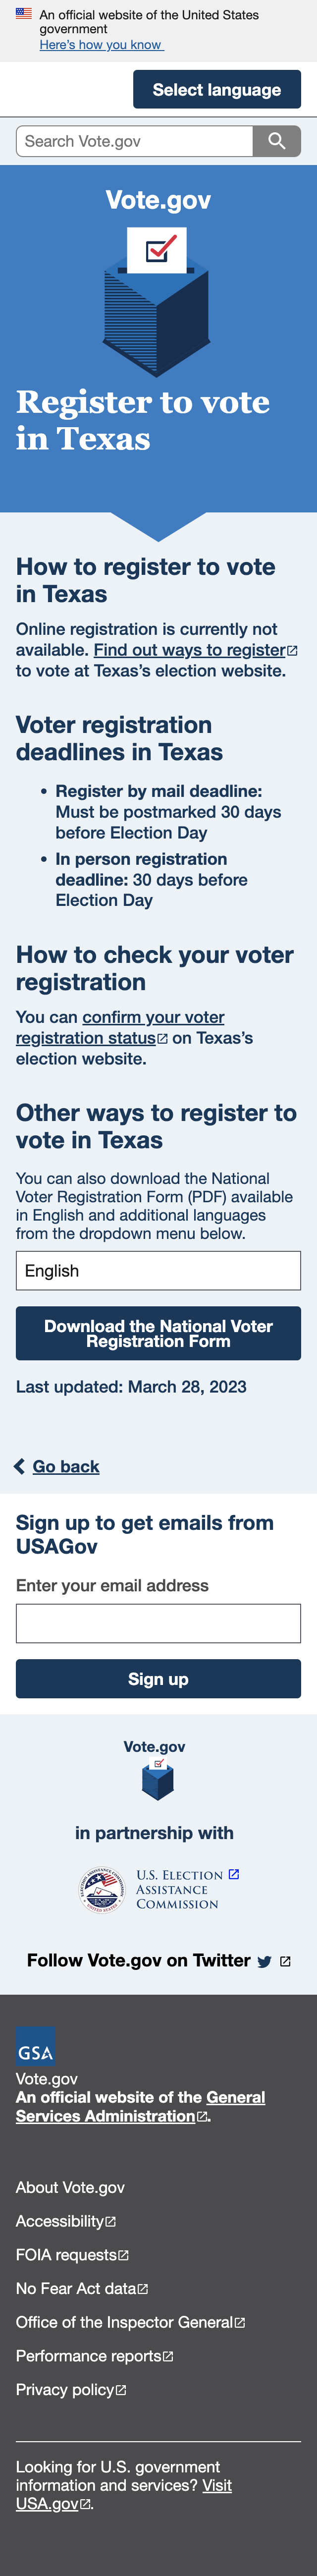 An official website of the United States
government
Here's how you know
Select language
Search Vote.gov
Vote.gov
Register to vote
in Texas
How to register to vote
in Texas
Online registration is currently not
available. Find out ways to register
to vote at Texas's election website.
Voter registration
deadlines in Texas
• Register by mail deadline:
Must be postmarked 30 days
before Election Day
• In person registration
deadline: 30 days before
Election Day
How to check your voter
registration
You can confirm your voter
registration status on Texas's
election website.
Other ways to register to
vote in Texas
You can also download the National
Voter Registration Form (PDF) available
in English and additional languages
from the dropdown menu below.
English
Download the National Voter
Registration Form
Last updated: March 28, 2023
Go back
Sign up to get emails from
USAGov
Enter your email address
Sign up
Vote.gov
in partnership with
U.S. ELECTION
ASSISTANCE
COMMISSION
Follow Vote.gov on Twitter
GSA
Vote.gov
An official website of the General
Services Administration.
About Vote.gov
Accessibility
FOIA requests
No Fear Act data
Office of the Inspector General
Performance reports
Privacy policy
Looking for U.S. government
information and services? Visit
USA.gov.